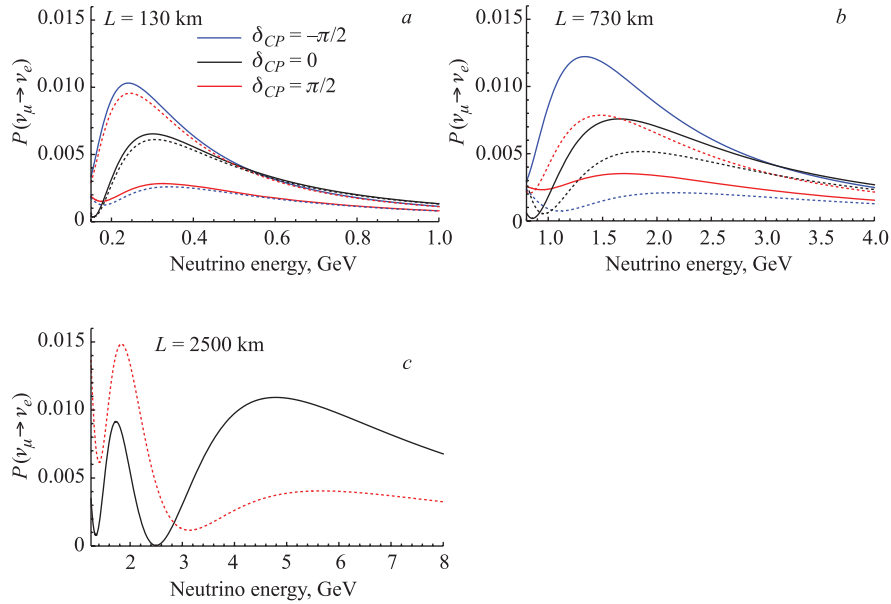 0.015
L = 130 km
a
δCP = –π/2
δCP = 0
δCP = π/2
0.010
0.005
0
P(νμ→νe)
0.2 0.4 0.6 0.8 1.0
Neutrino energy, GeV
0.015
L = 730 km
b
0.010
0.005
0
P(νμ→νe)
1.0 1.5 2.0 2.5 3.0 3.5 4.0
Neutrino energy, GeV
0.015
L = 2500 km
c
0.010
0.005
0
P(νμ→νe)
2 3 4 5 6 7 8
Neutrino energy, GeV